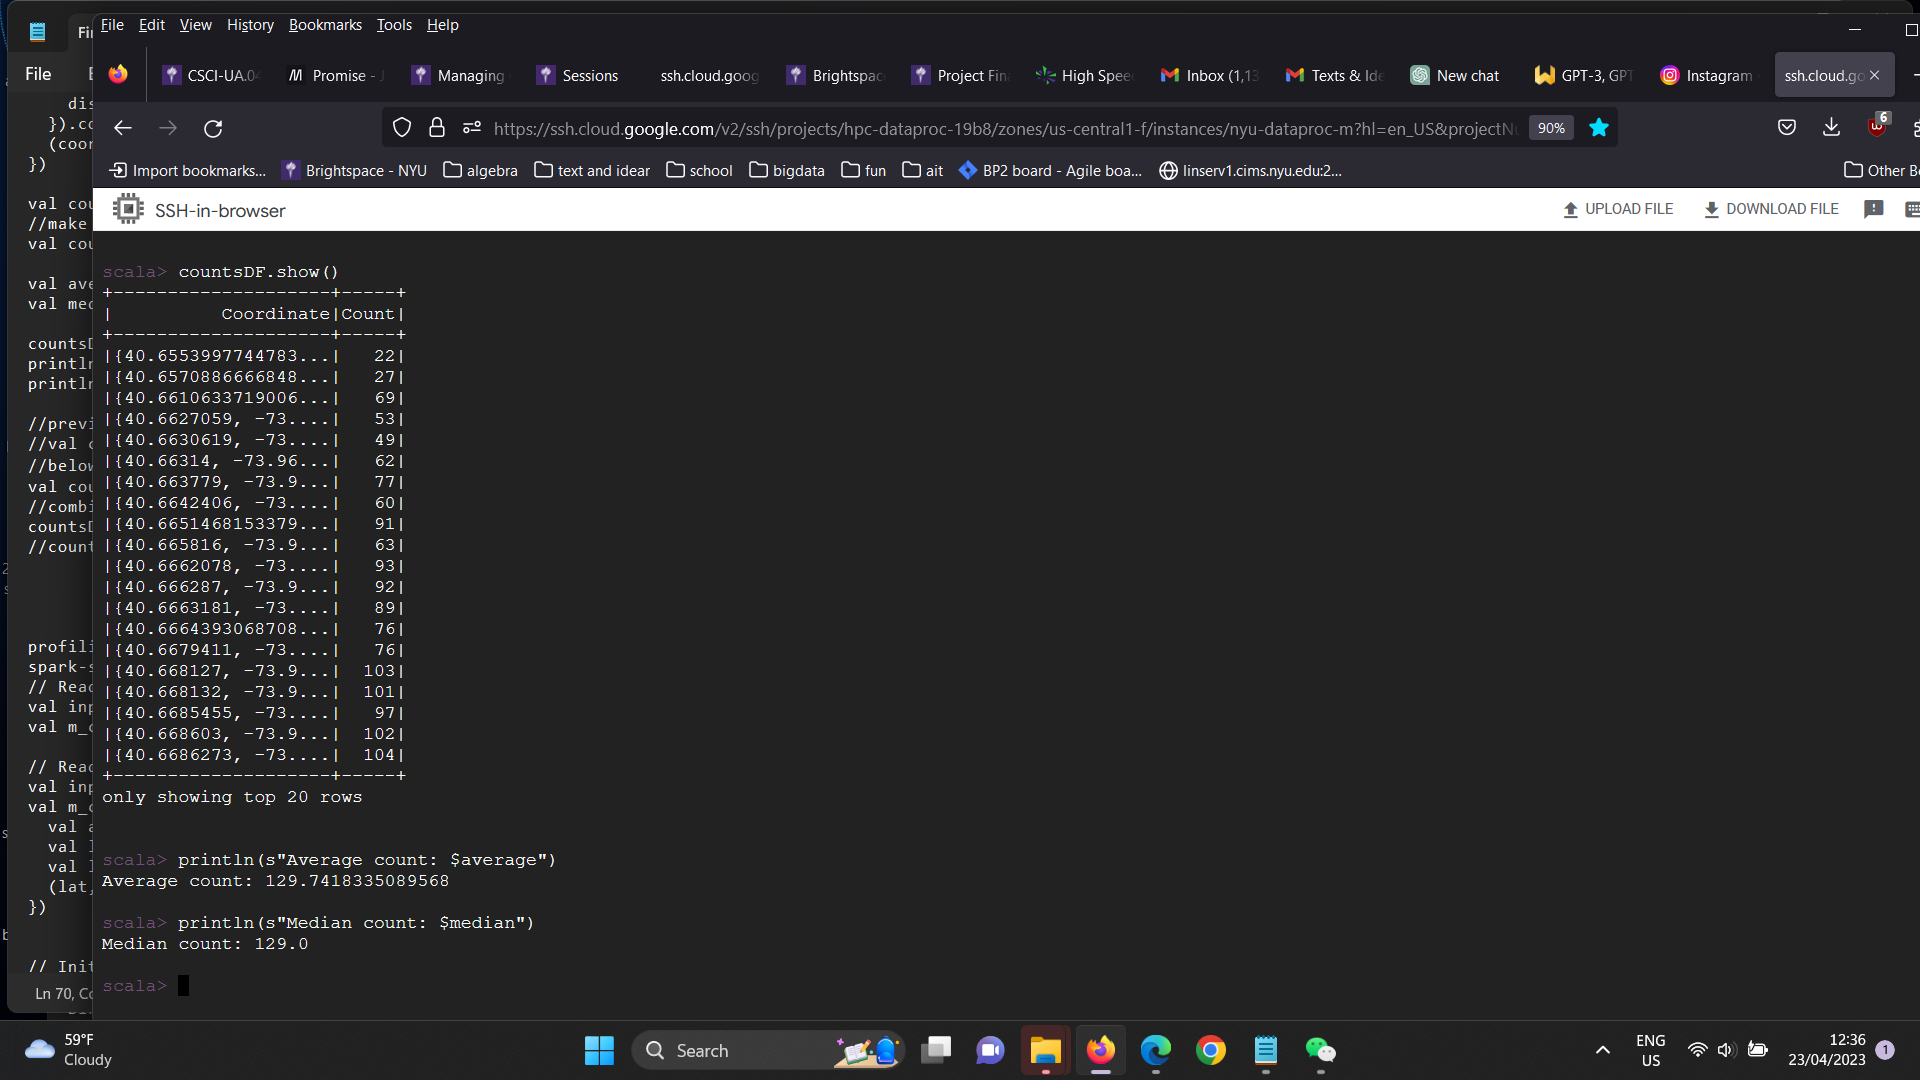 File Edit View History Bookmarks Tools Help
File
CSCI-UA.04 Promise - J Managing Sessions ssh.cloud.goog Brightspac Project Fina High Spee Inbox (1,13 Texts & Ide New chat GPT-3, GPT Instagram ssh.cloud.go
https://ssh.cloud.google.com/v2/ssh/projects/hpc-dataproc-19b8/zones/us-central1-f/instances/nyu-dataproc-m?hl=en_US&projectNu 90% 6
Import bookmarks... Brightspace - NYU algebra text and idear school bigdata fun ait BP2 board - Agile boa... linserv1.cims.nyu.edu:2... Other Bo
SSH-in-browser UPLOAD FILE DOWNLOAD FILE
dis
}).co
(coor
})
val cou
//make
val cou
val ave
val med
countsD
println
println
//previ
//val c
//below
val cou
//combi
countsD
//count
profili
spark-s
// Read
val inp
val m_c
// Read
val inp
val m_c
val a
val l
val l
(lat,
})
// Init
Ln 70, Co
scala> countsDF.show()
+--------------------+-----+
|          Coordinate|Count|
+--------------------+-----+
|{40.6553997744783...|   22|
|{40.6570886666848...|   27|
|{40.6610633719006...|   69|
|{40.6627059, -73....|   53|
|{40.6630619, -73....|   49|
|{40.66314, -73.96...|   62|
|{40.663779, -73.9...|   77|
|{40.6642406, -73....|   60|
|{40.6651468153379...|   91|
|{40.665816, -73.9...|   63|
|{40.6662078, -73....|   93|
|{40.666287, -73.9...|   92|
|{40.6663181, -73....|   89|
|{40.6664393068708...|   76|
|{40.6679411, -73....|   76|
|{40.668127, -73.9...|  103|
|{40.668132, -73.9...|  101|
|{40.6685455, -73....|   97|
|{40.668603, -73.9...|  102|
|{40.6686273, -73....|  104|
+--------------------+-----+
only showing top 20 rows
scala> println(s"Average count: $average")
Average count: 129.7418335089568
scala> println(s"Median count: $median")
Median count: 129.0
scala>
59°F
Cloudy
Search
ENG
US
12:36
23/04/2023
1